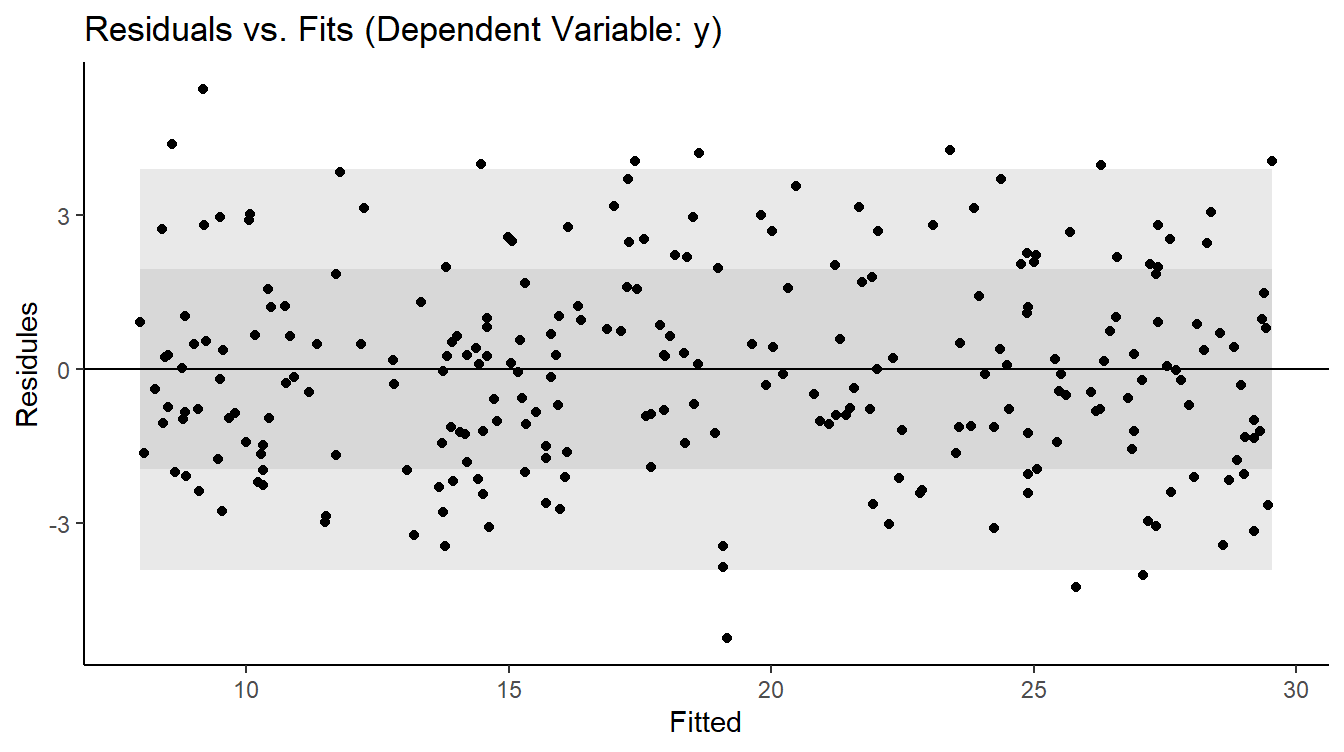 Residuals vs. Fits (Dependent Variable: y)
Residules
3
0
-3
10 15 20 25 30
Fitted